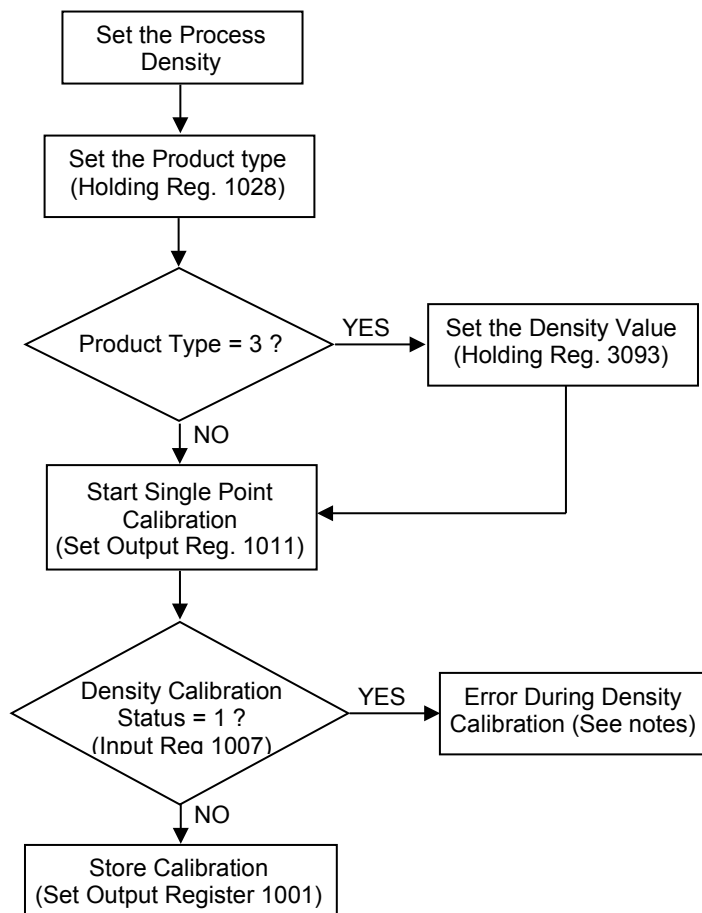 Set the Process
Density
Set the Product type
(Holding Reg. 1028)
Product Type = 3 ?
YES
Set the Density Value
(Holding Reg. 3093)
NO
Start Single Point
Calibration
(Set Output Reg. 1011)
Density Calibration
Status = 1 ?
(Input Reg 1007)
YES
Error During Density
Calibration (See notes)
NO
Store Calibration
(Set Output Register 1001)